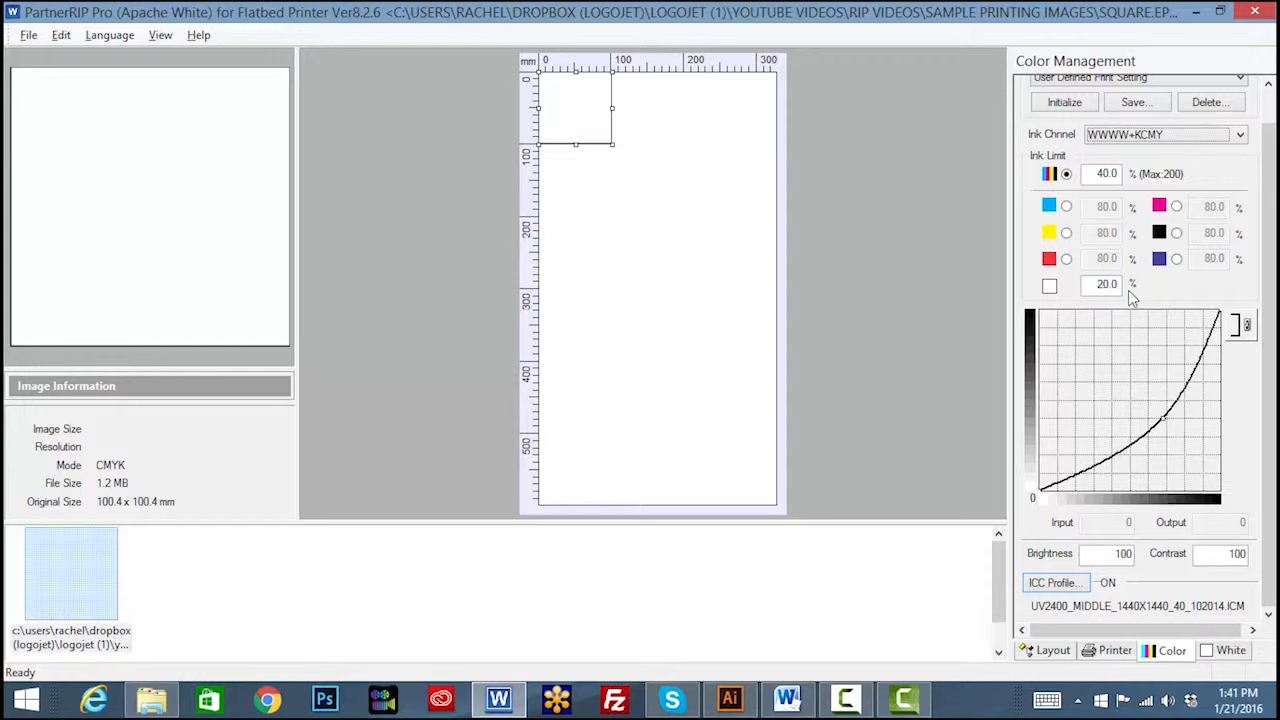 PartnerRIP Pro (Apache White) for Flatbed Printer Ver8.2.6 <C:\USERS\RACHEL\DROPBOX (LOGOJET)\LOGOJET (1)\YOUTUBE VIDEOS\RIP VIDEOS\SAMPLE PRINTING IMAGES\SQUARE.EP...
File Edit Language View Help
mm 0 100 200 300
0
100
200
300
400
500
Color Management
User Defined Print Setting
Initialize Save... Delete...
Ink Chnnel WWWW+KCMY
Ink Limit
40.0 % (Max:200)
80.0 % 80.0 %
80.0 % 80.0 %
80.0 % 80.0 %
20.0 %
0
Input 0 Output 0
Brightness 100 Contrast 100
ICC Profile... ON
UV2400_MIDDLE_1440X1440_40_102014.ICM
Layout Printer Color White
Image Information
Image Size
Resolution
Mode CMYK
File Size 1.2 MB
Original Size 100.4 x 100.4 mm
c:\users\rachel\dropbox
(logojet)\logojet (1)\y...
Ready
W Ps W Fz S Ai W C C
1:41 PM
1/21/2016